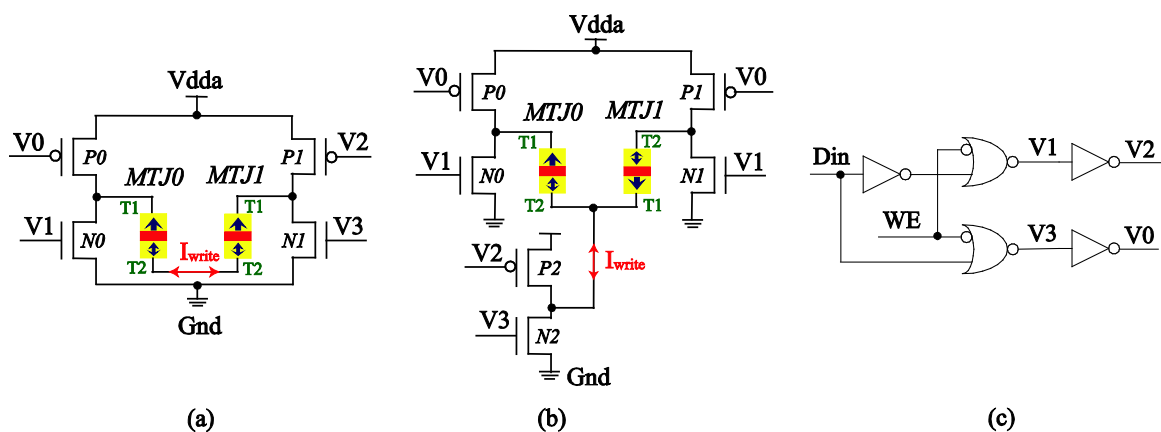 Vdda
V0 P0 P1 V2
MTJ0 MTJ1
T1 T1
V1 N0 N1 V3
T2 Iwrite T2
Gnd
(a)
Vdda
V0 P0 P1 V0
MTJ0 MTJ1
T1 T2
V1 N0 N1 V1
T2 T1
V2 P2 Iwrite
V3 N2
Gnd
(b)
Din V1 V2
WE
V3 V0
(c)